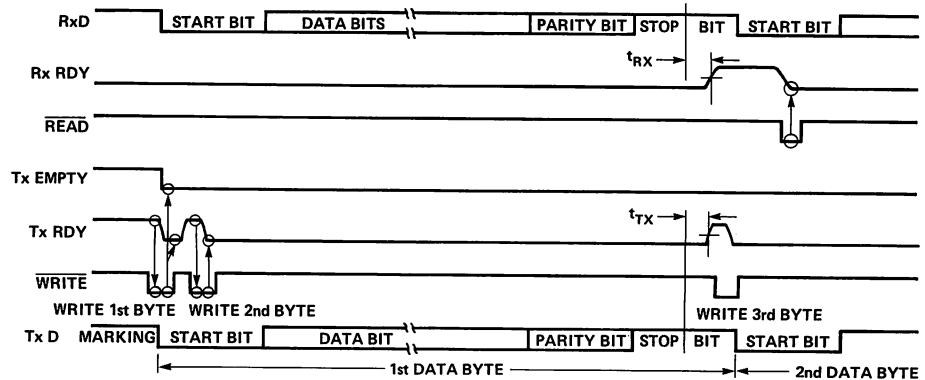 RxD START BIT DATA BITS PARITY BIT STOP BIT START BIT
tRX
Rx RDY
READ
Tx EMPTY
tTX
Tx RDY
WRITE
WRITE 1st BYTE WRITE 2nd BYTE WRITE 3rd BYTE
Tx D MARKING START BIT DATA BIT PARITY BIT STOP BIT START BIT
1st DATA BYTE 2nd DATA BYTE